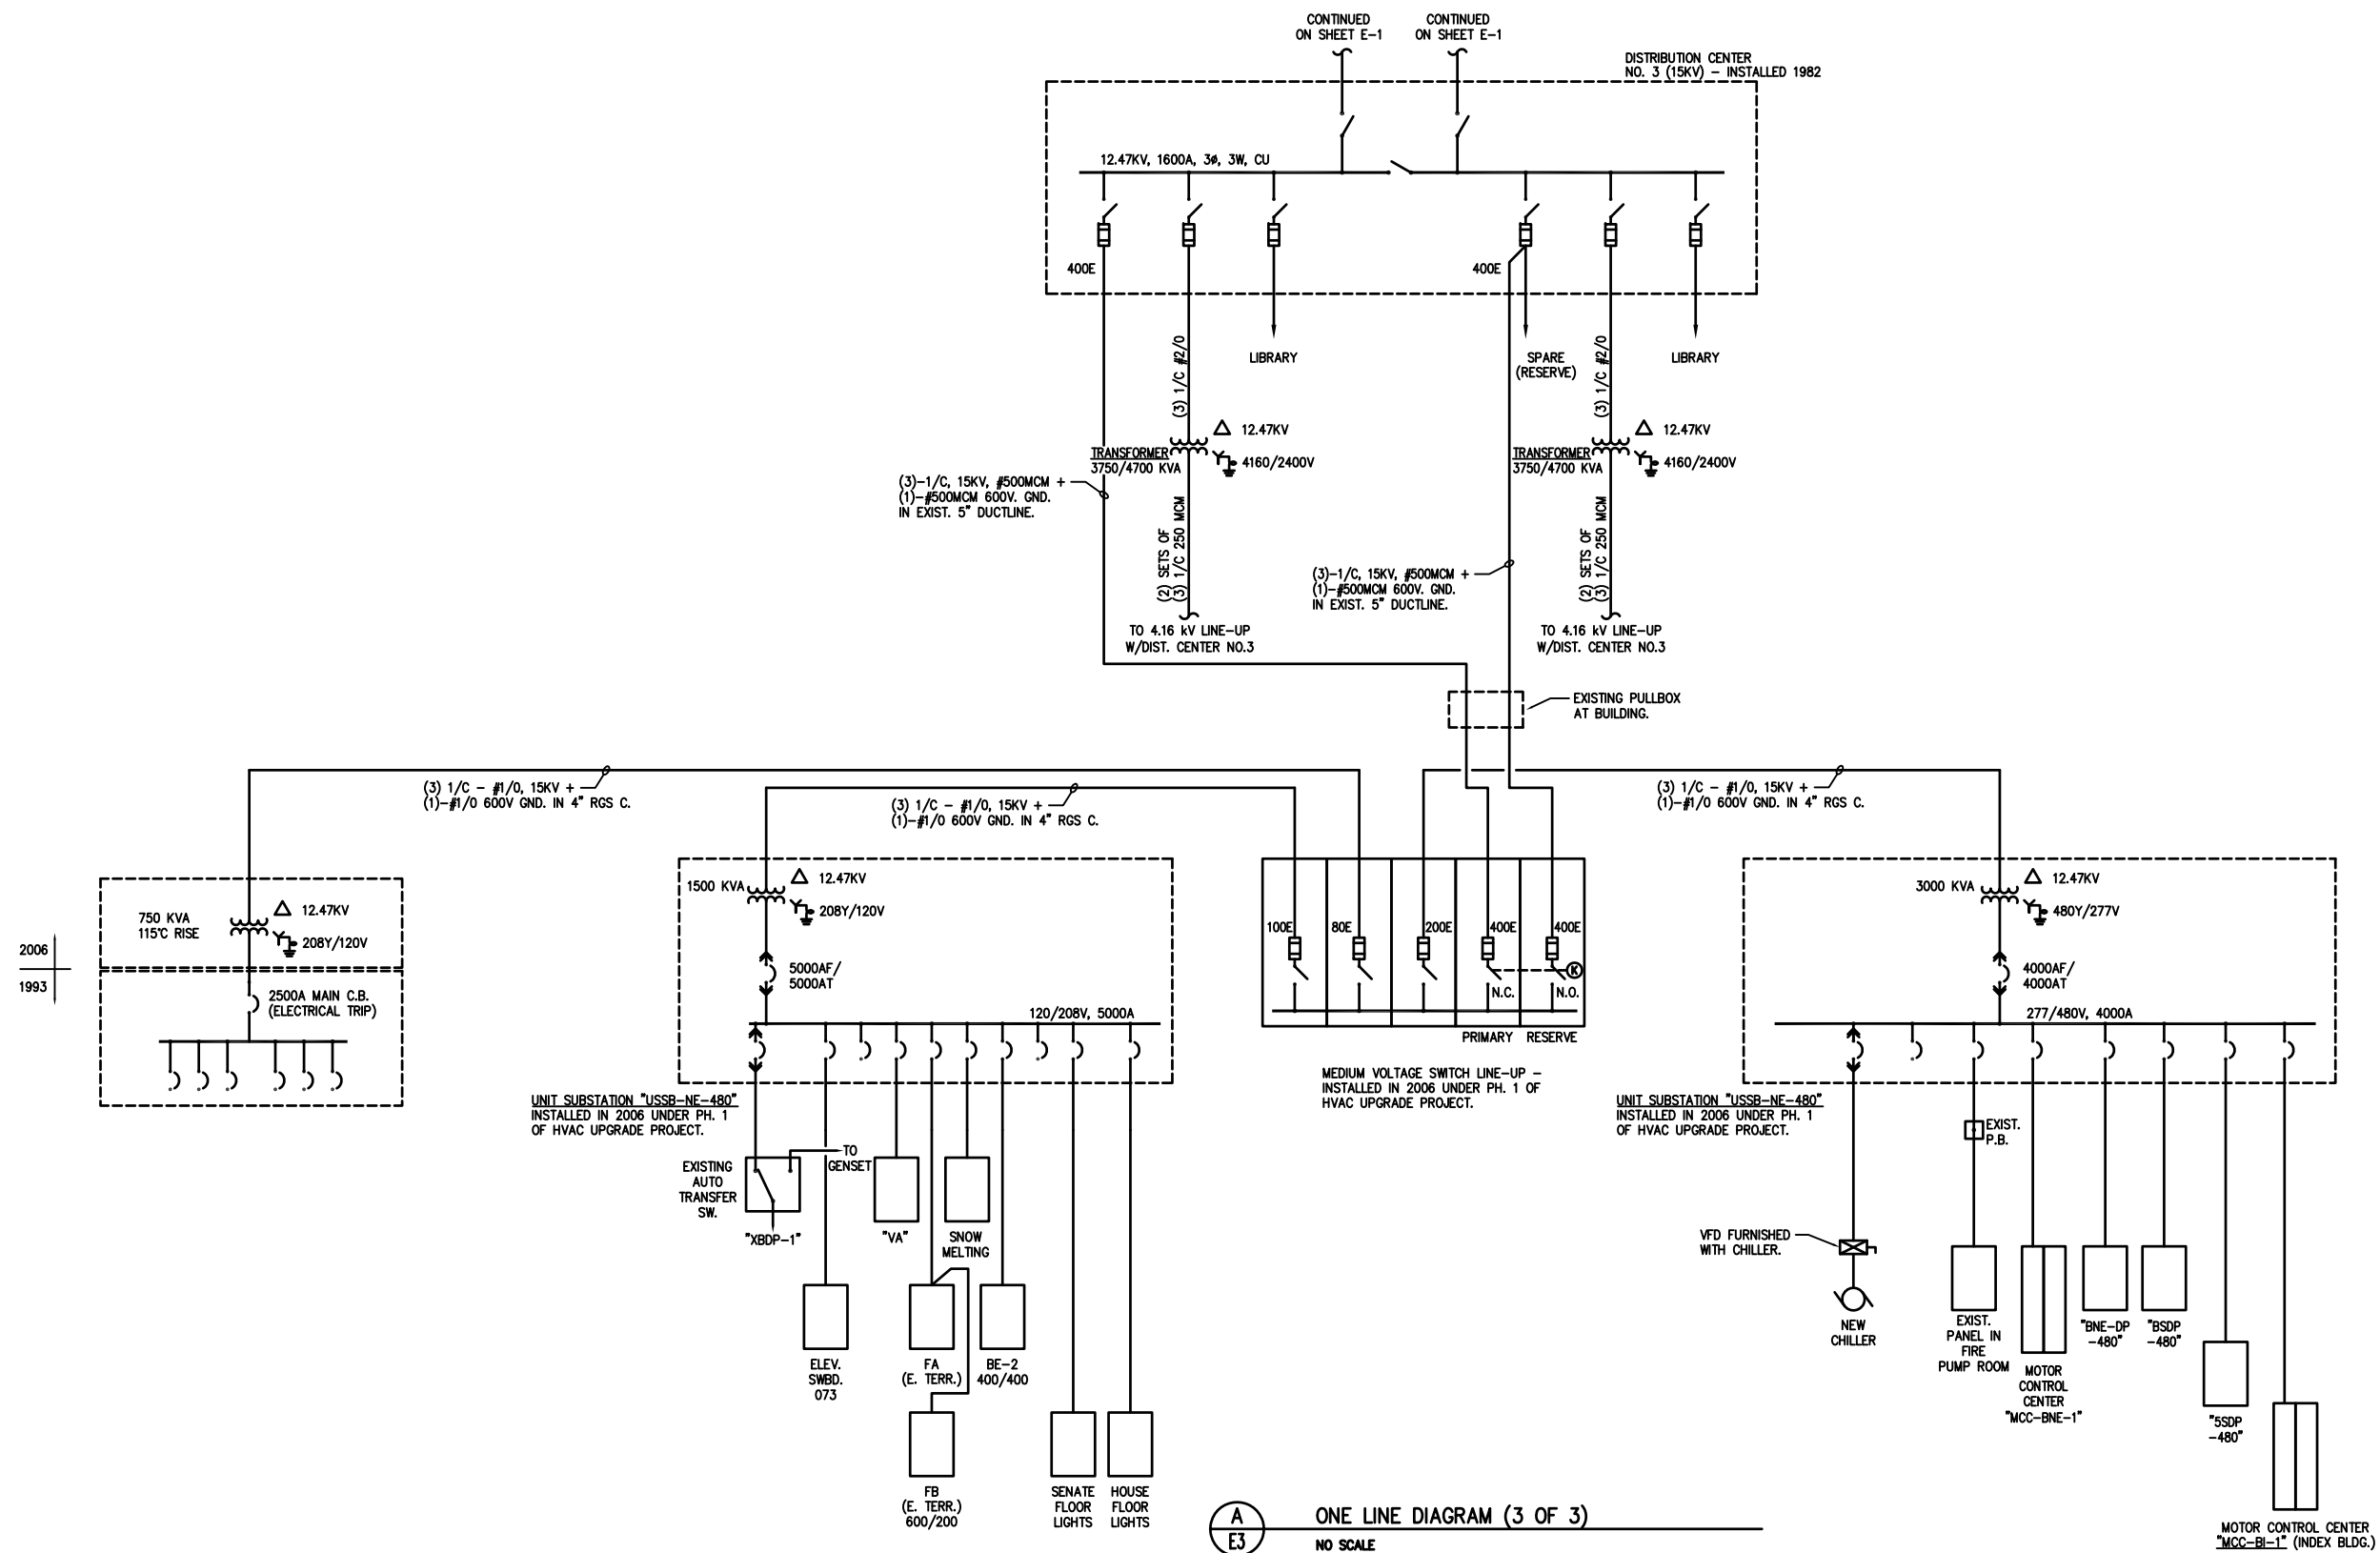 CONTINUED
ON SHEET E-1
CONTINUED
ON SHEET E-1
DISTRIBUTION CENTER
NO. 3 (15KV) - INSTALLED 1982
12.47KV, 1600A, 3ø, 3W, CU
400E
400E
(3) 1/C #2/0
LIBRARY
SPARE
(RESERVE)
(3) 1/C #2/0
LIBRARY
12.47KV
TRANSFORMER
3750/4700 KVA
4160/2400V
12.47KV
TRANSFORMER
3750/4700 KVA
4160/2400V
(3)-1/C, 15KV, #500MCM +
(1)-#500MCM 600V. GND.
IN EXIST. 5" DUCTLINE.
(2) SETS OF
(3) 1/C 250 MCM
(3)-1/C, 15KV, #500MCM +
(1)-#500MCM 600V. GND.
IN EXIST. 5" DUCTLINE.
(2) SETS OF
(3) 1/C 250 MCM
TO 4.16 kV LINE-UP
W/DIST. CENTER NO.3
TO 4.16 kV LINE-UP
W/DIST. CENTER NO.3
EXISTING PULLBOX
AT BUILDING.
(3) 1/C - #1/0, 15KV +
(1)-#1/0 600V GND. IN 4" RGS C.
(3) 1/C - #1/0, 15KV +
(1)-#1/0 600V GND. IN 4" RGS C.
(3) 1/C - #1/0, 15KV +
(1)-#1/0 600V GND. IN 4" RGS C.
2006
1993
750 KVA
115°C RISE
12.47KV
208Y/120V
2500A MAIN C.B.
(ELECTRICAL TRIP)
1500 KVA
12.47KV
208Y/120V
5000AF/
5000AT
120/208V, 5000A
UNIT SUBSTATION "USSB-NE-480"
INSTALLED IN 2006 UNDER PH. 1
OF HVAC UPGRADE PROJECT.
100E
80E
200E
400E
400E
K
N.C.
N.O.
PRIMARY
RESERVE
MEDIUM VOLTAGE SWITCH LINE-UP -
INSTALLED IN 2006 UNDER PH. 1 OF
HVAC UPGRADE PROJECT.
3000 KVA
12.47KV
480Y/277V
4000AF/
4000AT
277/480V, 4000A
UNIT SUBSTATION "USSB-NE-480"
INSTALLED IN 2006 UNDER PH. 1
OF HVAC UPGRADE PROJECT.
EXISTING
AUTO
TRANSFER
SW.
TO
GENSET
"XBDP-1"
"VA"
SNOW
MELTING
ELEV.
SWBD.
073
FA
(E. TERR.)
BE-2
400/400
FB
(E. TERR.)
600/200
SENATE
FLOOR
LIGHTS
HOUSE
FLOOR
LIGHTS
EXIST.
P.B.
VFD FURNISHED
WITH CHILLER.
NEW
CHILLER
EXIST.
PANEL IN
FIRE
PUMP ROOM
MOTOR
CONTROL
CENTER
"MCC-BNE-1"
"BNE-DP
-480"
"BSDP
-480"
"5SDP
-480"
MOTOR CONTROL CENTER
"MCC-BI-1" (INDEX BLDG.)
A
E3
ONE LINE DIAGRAM (3 OF 3)
NO SCALE